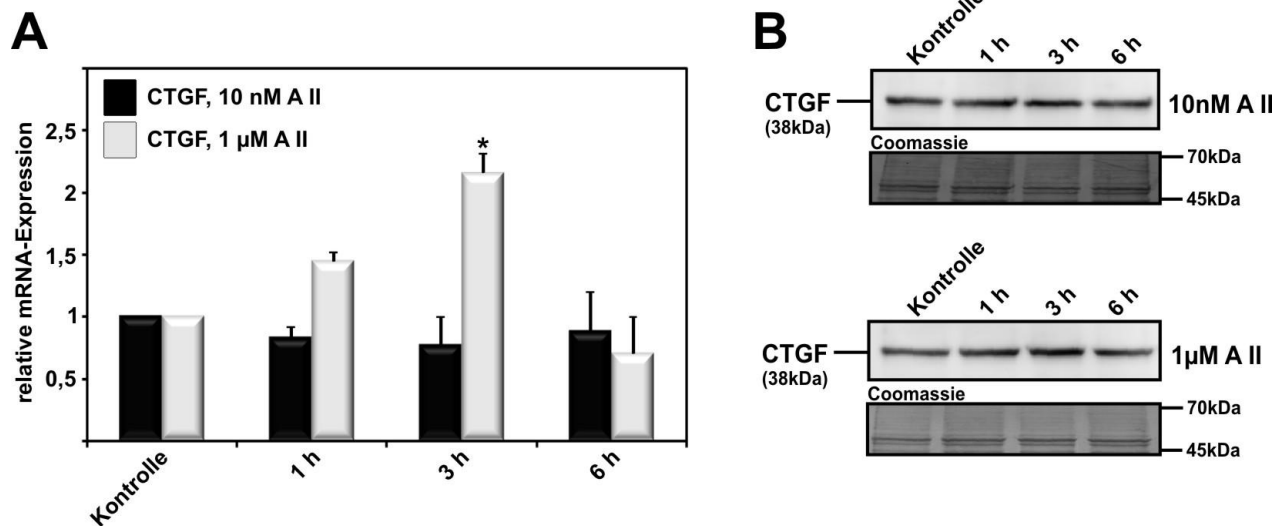 A
relative mRNA-Expression
2,5
2
1,5
1
0,5
CTGF, 10 nM A II
CTGF, 1 µM A II
*
Kontrolle
1 h
3 h
6 h
B
Kontrolle
1 h
3 h
6 h
CTGF
(38kDa)
10nM A II
Coomassie
70kDa
45kDa
Kontrolle
1 h
3 h
6 h
CTGF
(38kDa)
1µM A II
Coomassie
70kDa
45kDa